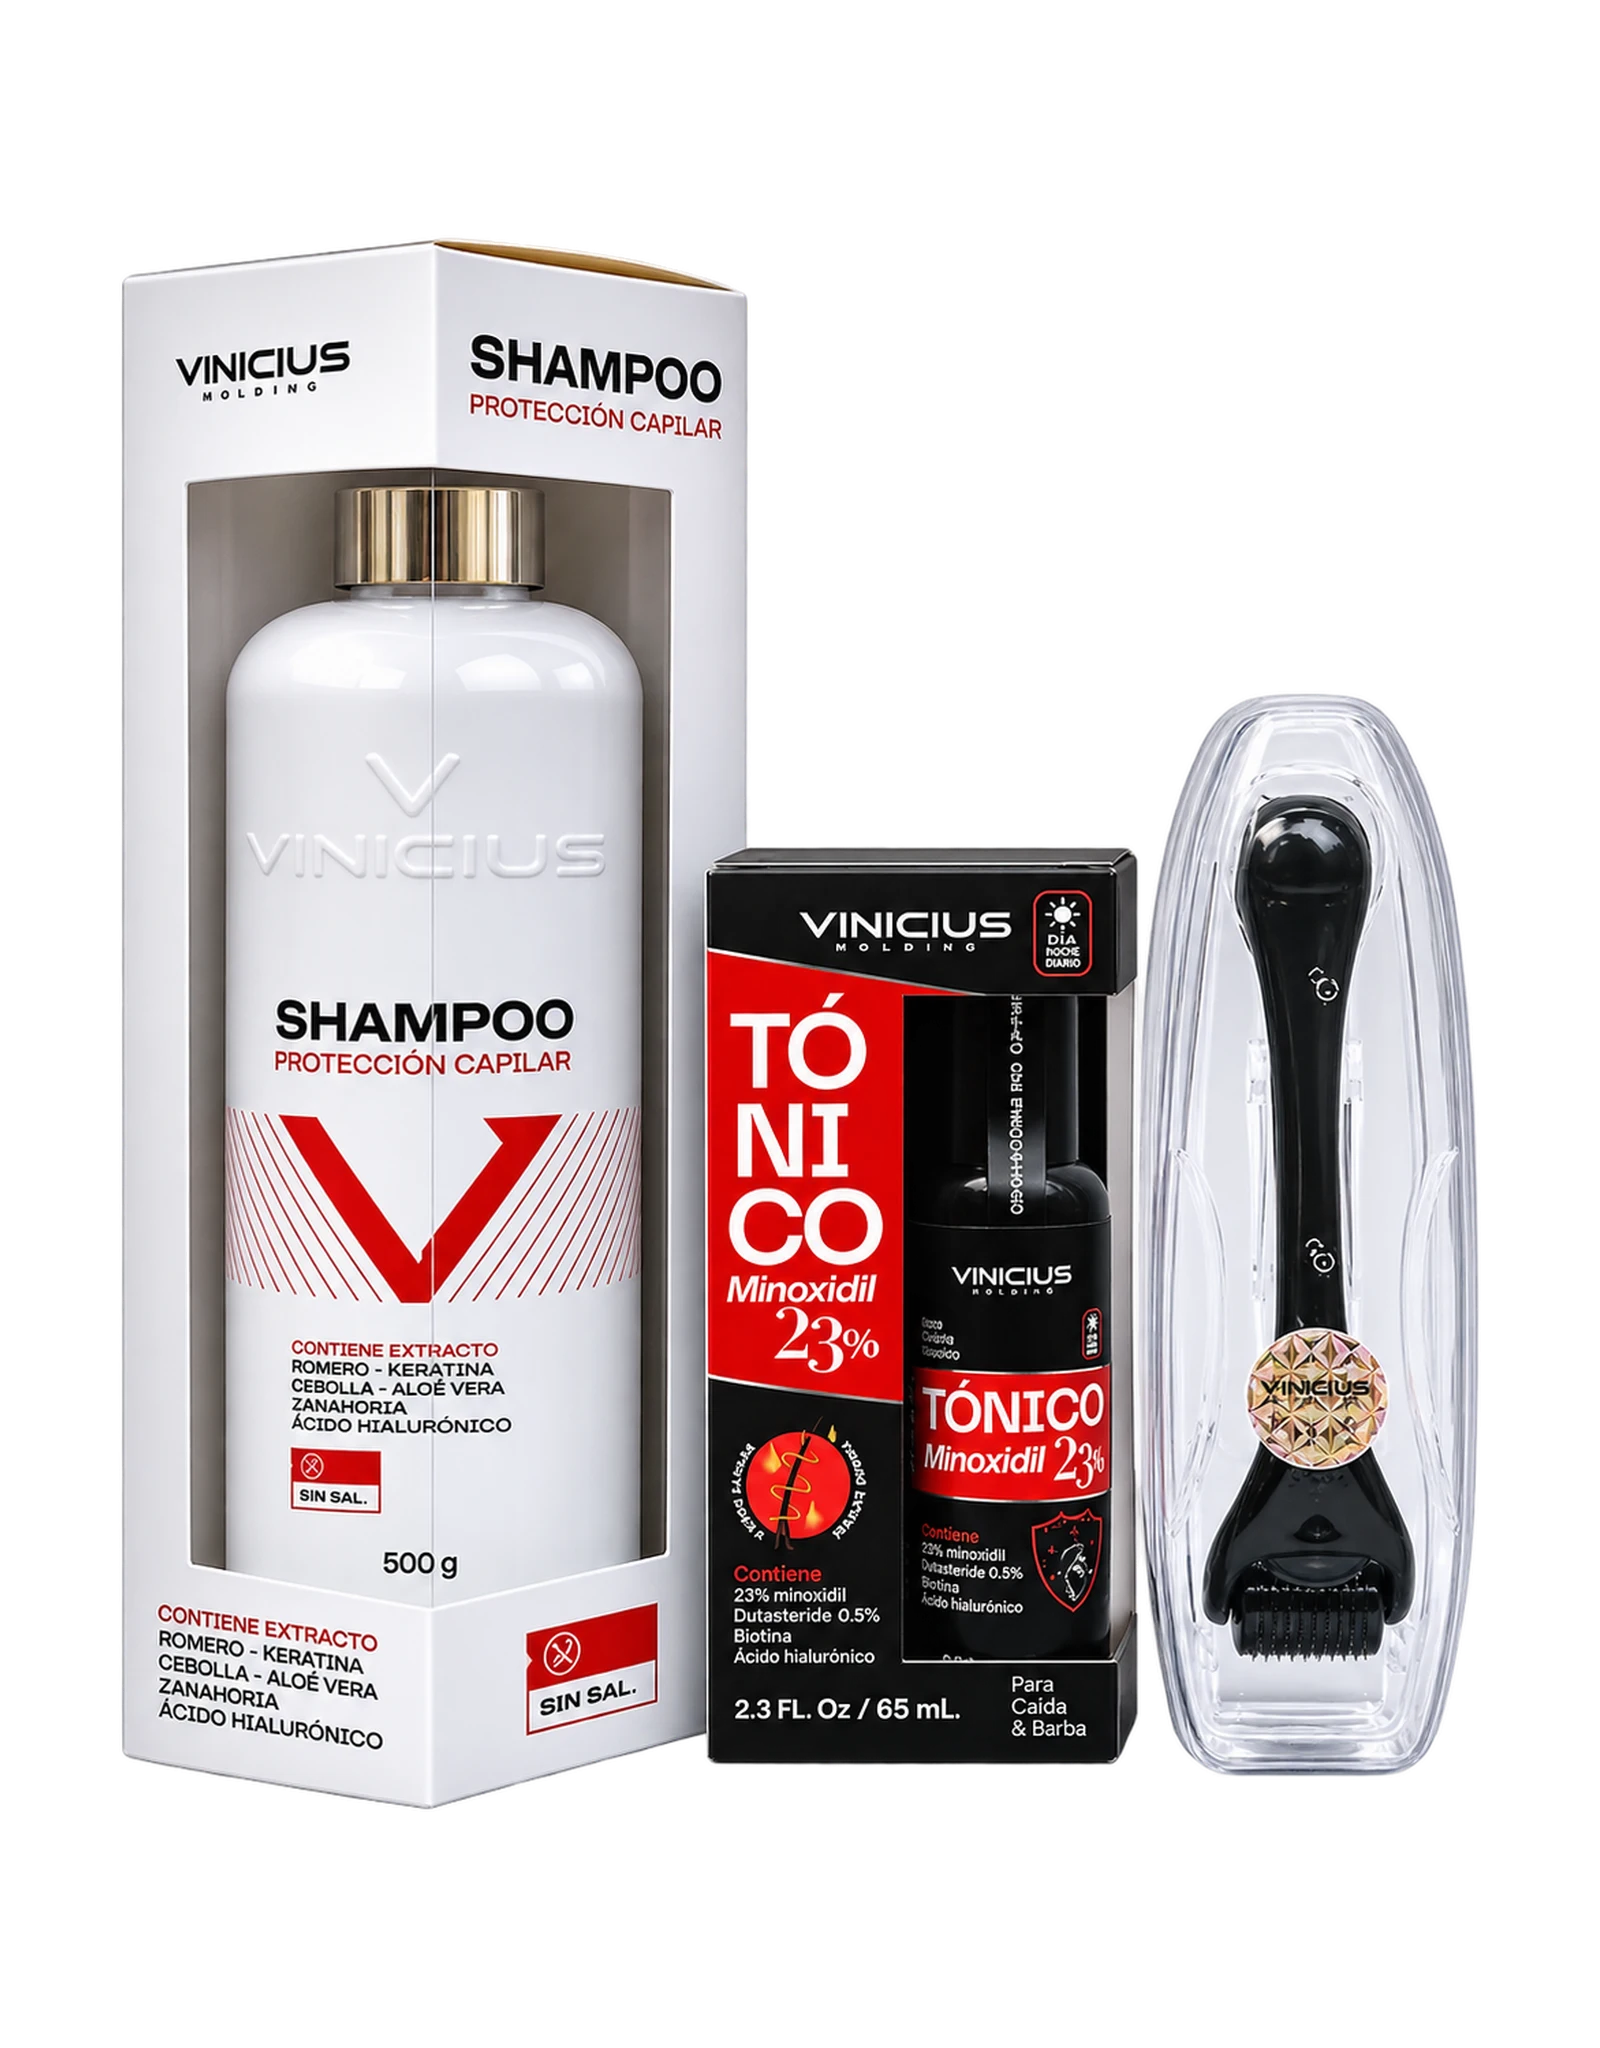 VINICIUS
MOLDING
SHAMPOO
PROTECCIÓN CAPILAR
VINICIUS
SHAMPOO
PROTECCIÓN CAPILAR
CONTIENE EXTRACTO
ROMERO - KERATINA
CEBOLLA - ALOÉ VERA
ZANAHORIA
ÁCIDO HIALURÓNICO
SIN SAL.
500 g
CONTIENE EXTRACTO
ROMERO - KERATINA
CEBOLLA - ALOÉ VERA
ZANAHORIA
ÁCIDO HIALURÓNICO
SIN SAL.
VINICIUS
MOLDING
DÍA
NOCHE
DIARIO
TÓ
NI
CO
Minoxidil
23%
Contiene
23% minoxidil
Dutasteride 0.5%
Biotina
Ácido hialurónico
2.3 FL. Oz / 65 mL.
Para
Caida
& Barba
VINICIUS
MOLDING
TÓNICO
Minoxidil 23%
Contiene
23% minoxidil
Dutasteride 0.5%
Biotina
Ácido hialurónico
VINICIUS